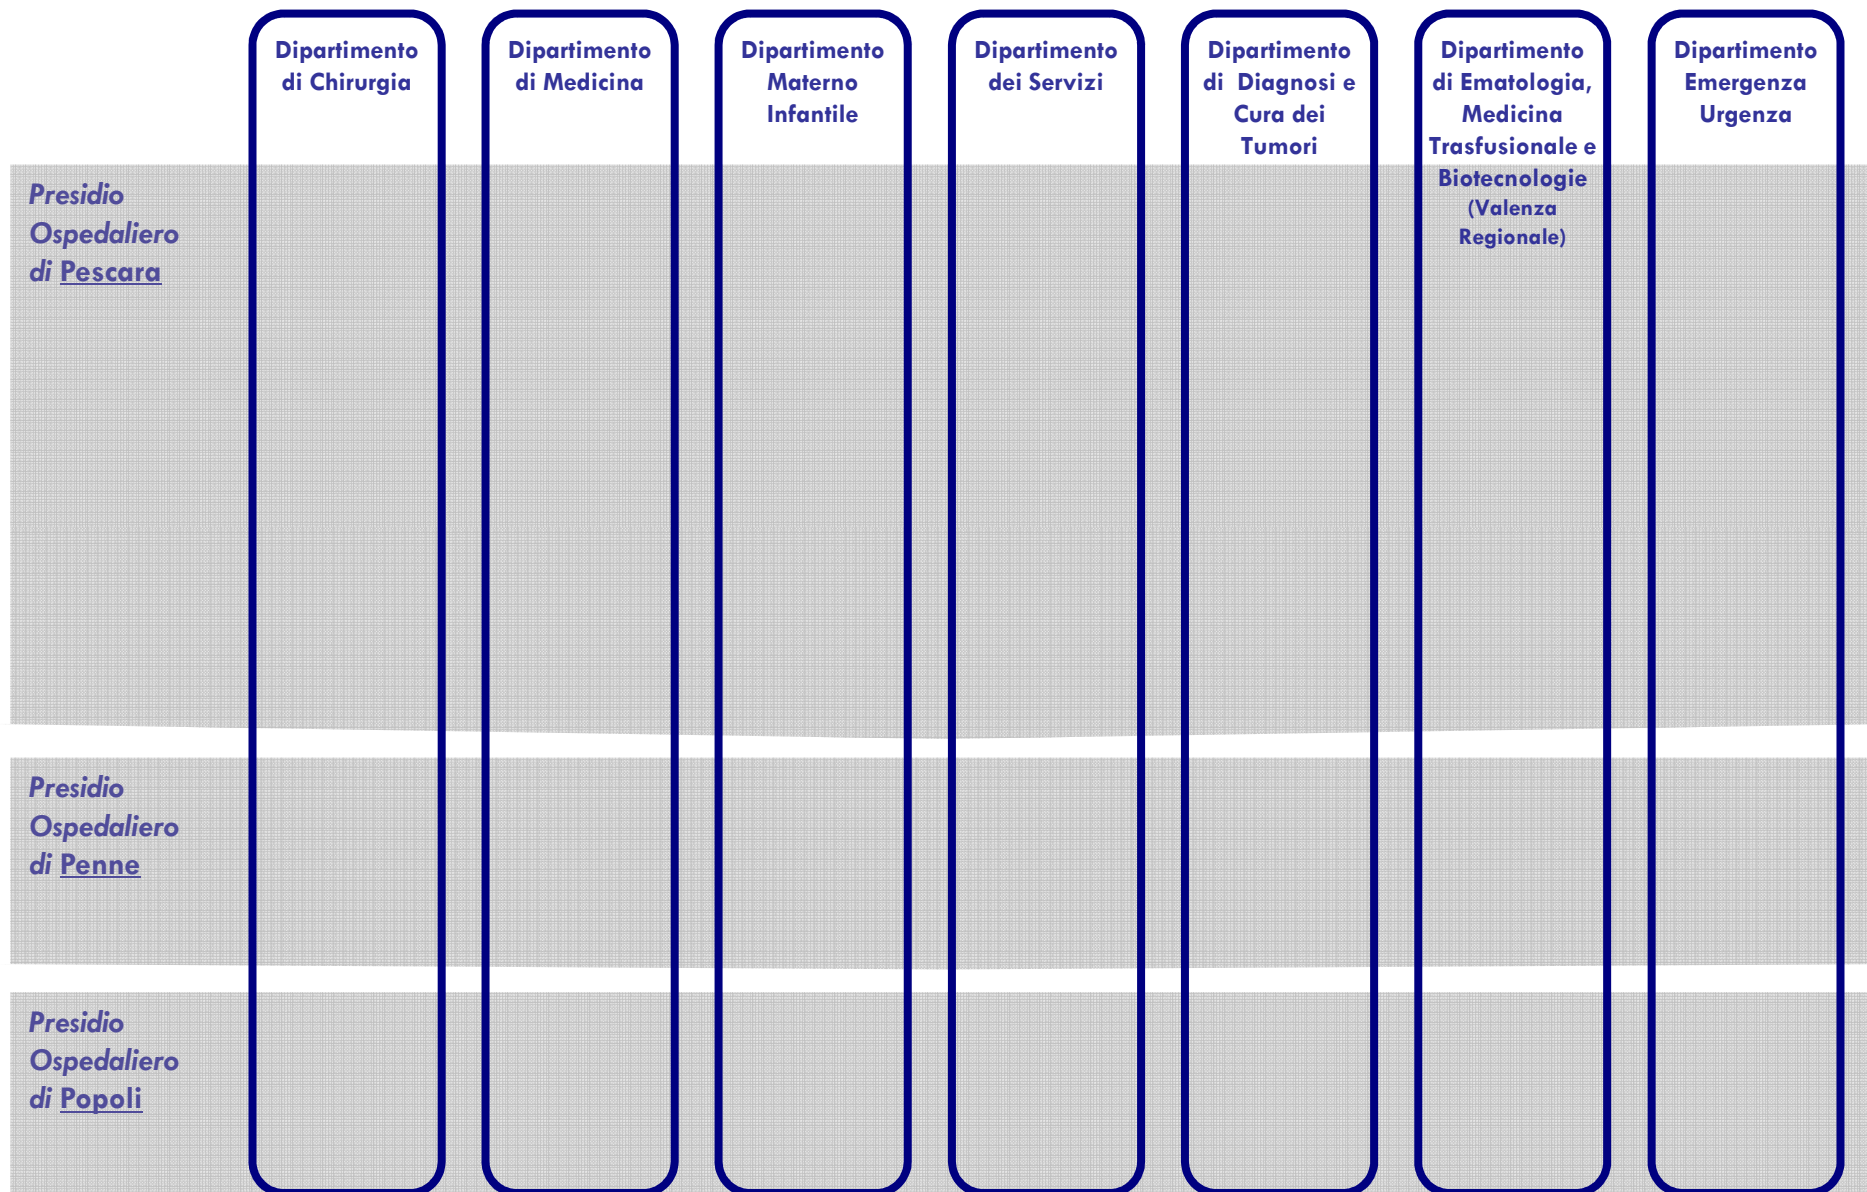 Dipartimento
di Chirurgia
Dipartimento
di Medicina
Dipartimento
Materno
Infantile
Dipartimento
dei Servizi
Dipartimento
di Diagnosi e
Cura dei
Tumori
Dipartimento
di Ematologia,
Medicina
Trasfusionale e
Biotecnologie
(Valenza
Regionale)
Dipartimento
Emergenza
Urgenza
Presidio
Ospedaliero
di Pescara
Presidio
Ospedaliero
di Penne
Presidio
Ospedaliero
di Popoli